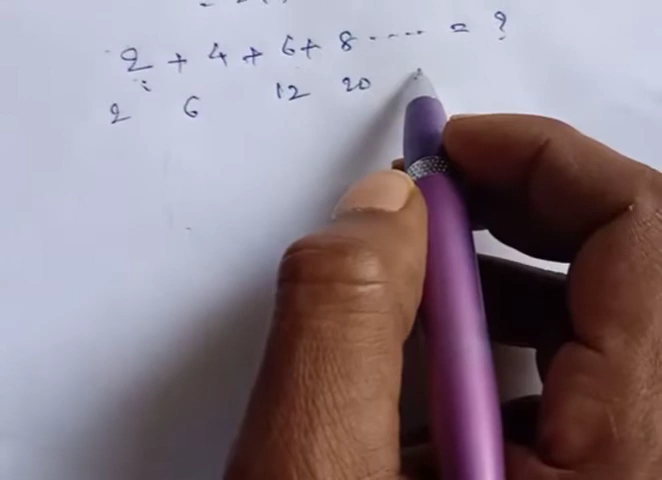 2 + 4 + 6 + 8 ..... = ?
2 6 12 20